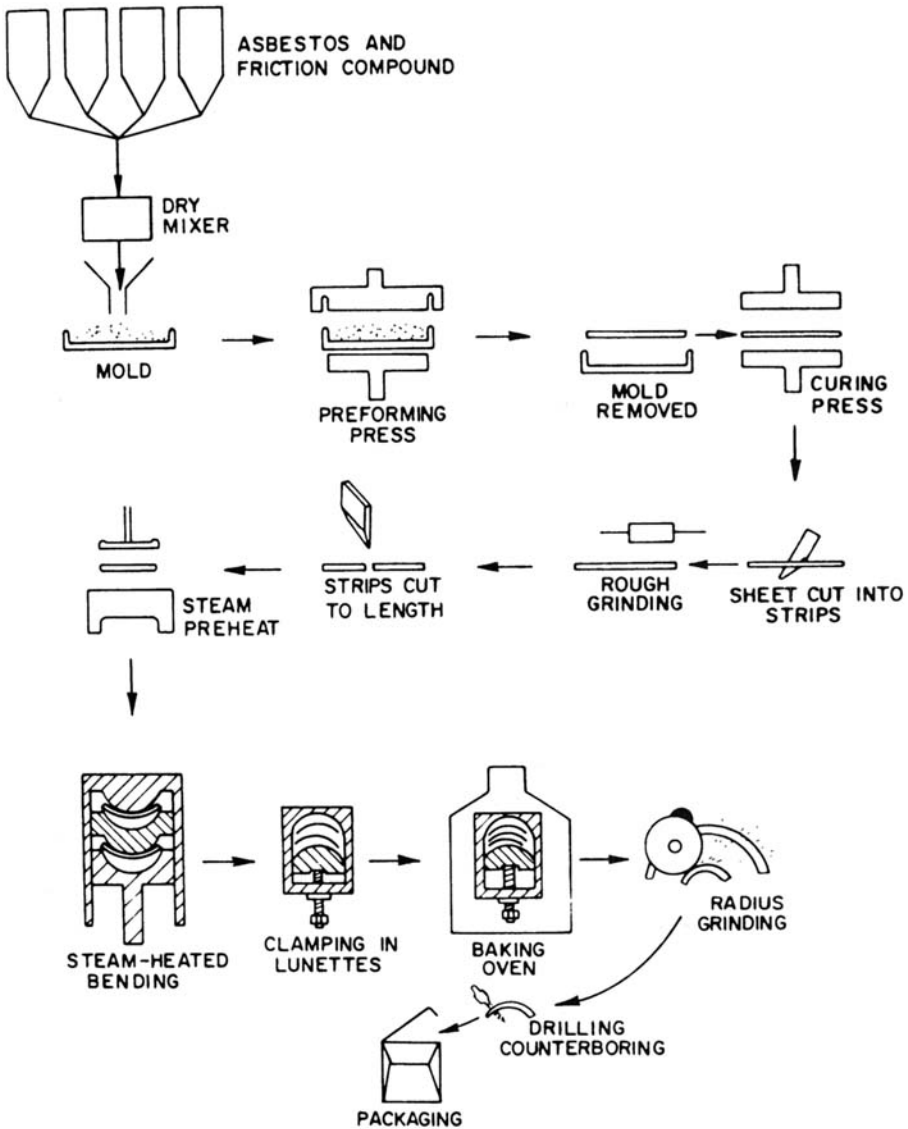 ASBESTOS AND
FRICTION COMPOUND
DRY
MIXER
MOLD
PREFORMING
PRESS
MOLD
REMOVED
CURING
PRESS
STEAM
PREHEAT
STRIPS CUT
TO LENGTH
ROUGH
GRINDING
SHEET CUT INTO
STRIPS
STEAM-HEATED
BENDING
CLAMPING IN
LUNETTES
BAKING
OVEN
RADIUS
GRINDING
DRILLING
COUNTERBORING
PACKAGING